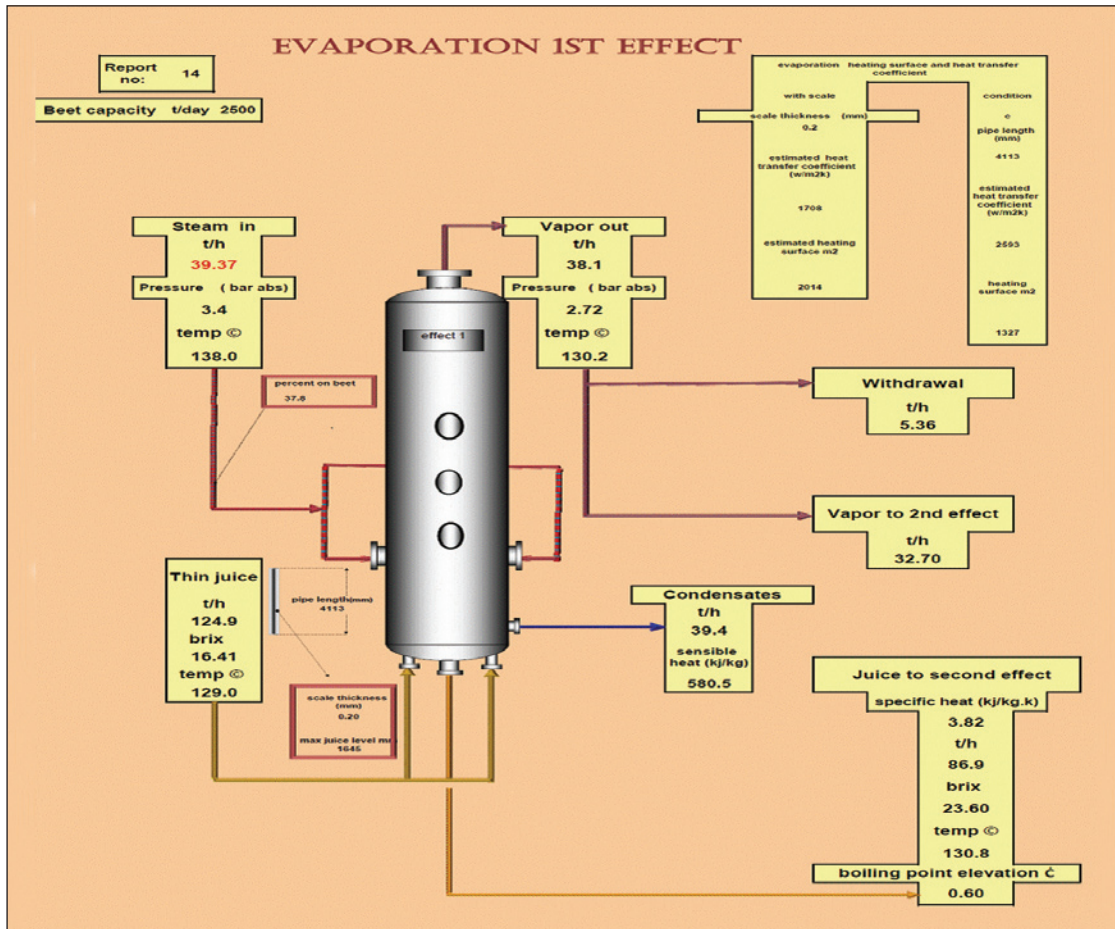 EVAPORATION 1ST EFFECT
Report
no: 14
Beet capacity t/day 2500
evaporation heating surface and heat transfer
coefficient
with scale
scale thickness (mm)
0.2
estimated heat
transfer coefficient
(w/m2k)
1708
estimated heating
surface m2
2014
condition
c
pipe length
(mm)
4113
estimated
heat transfer
coefficient
(w/m2k)
2593
heating
surface m2
1327
Steam in
t/h
39.37
Pressure ( bar abs)
3.4
temp ©
138.0
Vapor out
t/h
38.1
Pressure ( bar abs)
2.72
temp ©
130.2
effect 1
percent on beet
37.8
Withdrawal
t/h
5.36
Vapor to 2nd effect
t/h
32.70
Thin juice
t/h
124.9
brix
16.41
temp ©
129.0
pipe length(mm)
4113
scale thickness
(mm)
0.20
max juice level mm
1645
Condensates
t/h
39.4
sensible
heat (kj/kg)
580.5
Juice to second effect
specific heat (kj/kg.k)
3.82
t/h
86.9
brix
23.60
temp ©
130.8
boiling point elevation Ċ
0.60